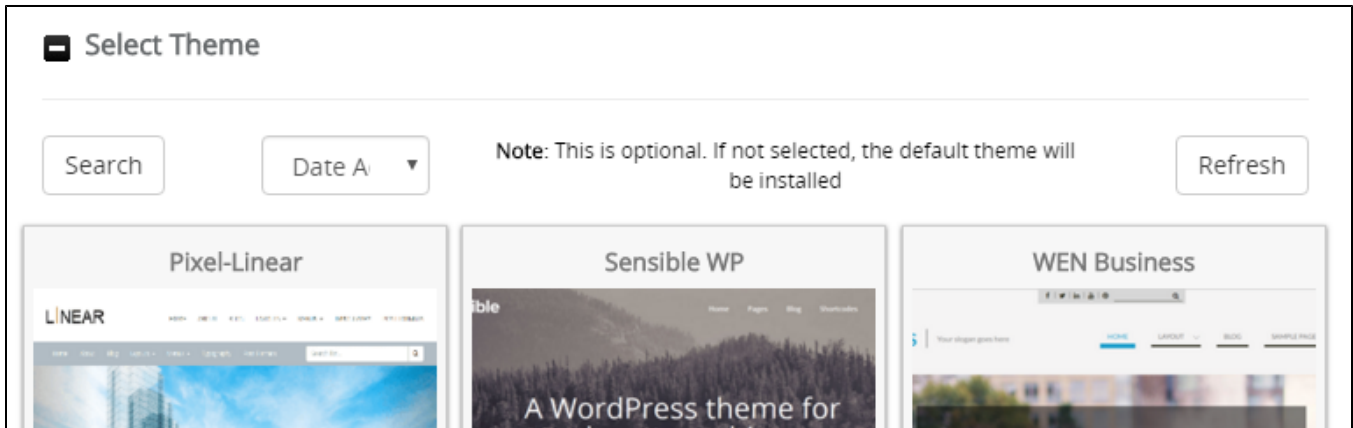 Select Theme
Search
Date A
Note: This is optional. If not selected, the default theme will
be installed
Refresh
Pixel-Linear
Sensible WP
WEN Business
LINEAR
ible
Home Pages Blog Shortcodes
Your slogan goes here
HOME LAYOUT BLOG SAMPLE PAGE
A WordPress theme for